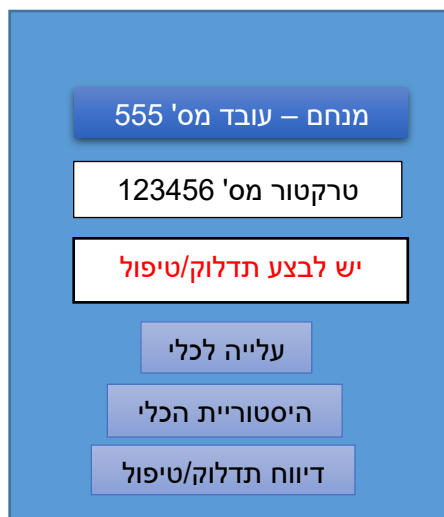 מנחם – עובד מס' 555
טרקטור מס' 123456
יש לבצע תדלוק/טיפול
עלייה לכלי
היסטוריית הכלי
דיווח תדלוק/טיפול